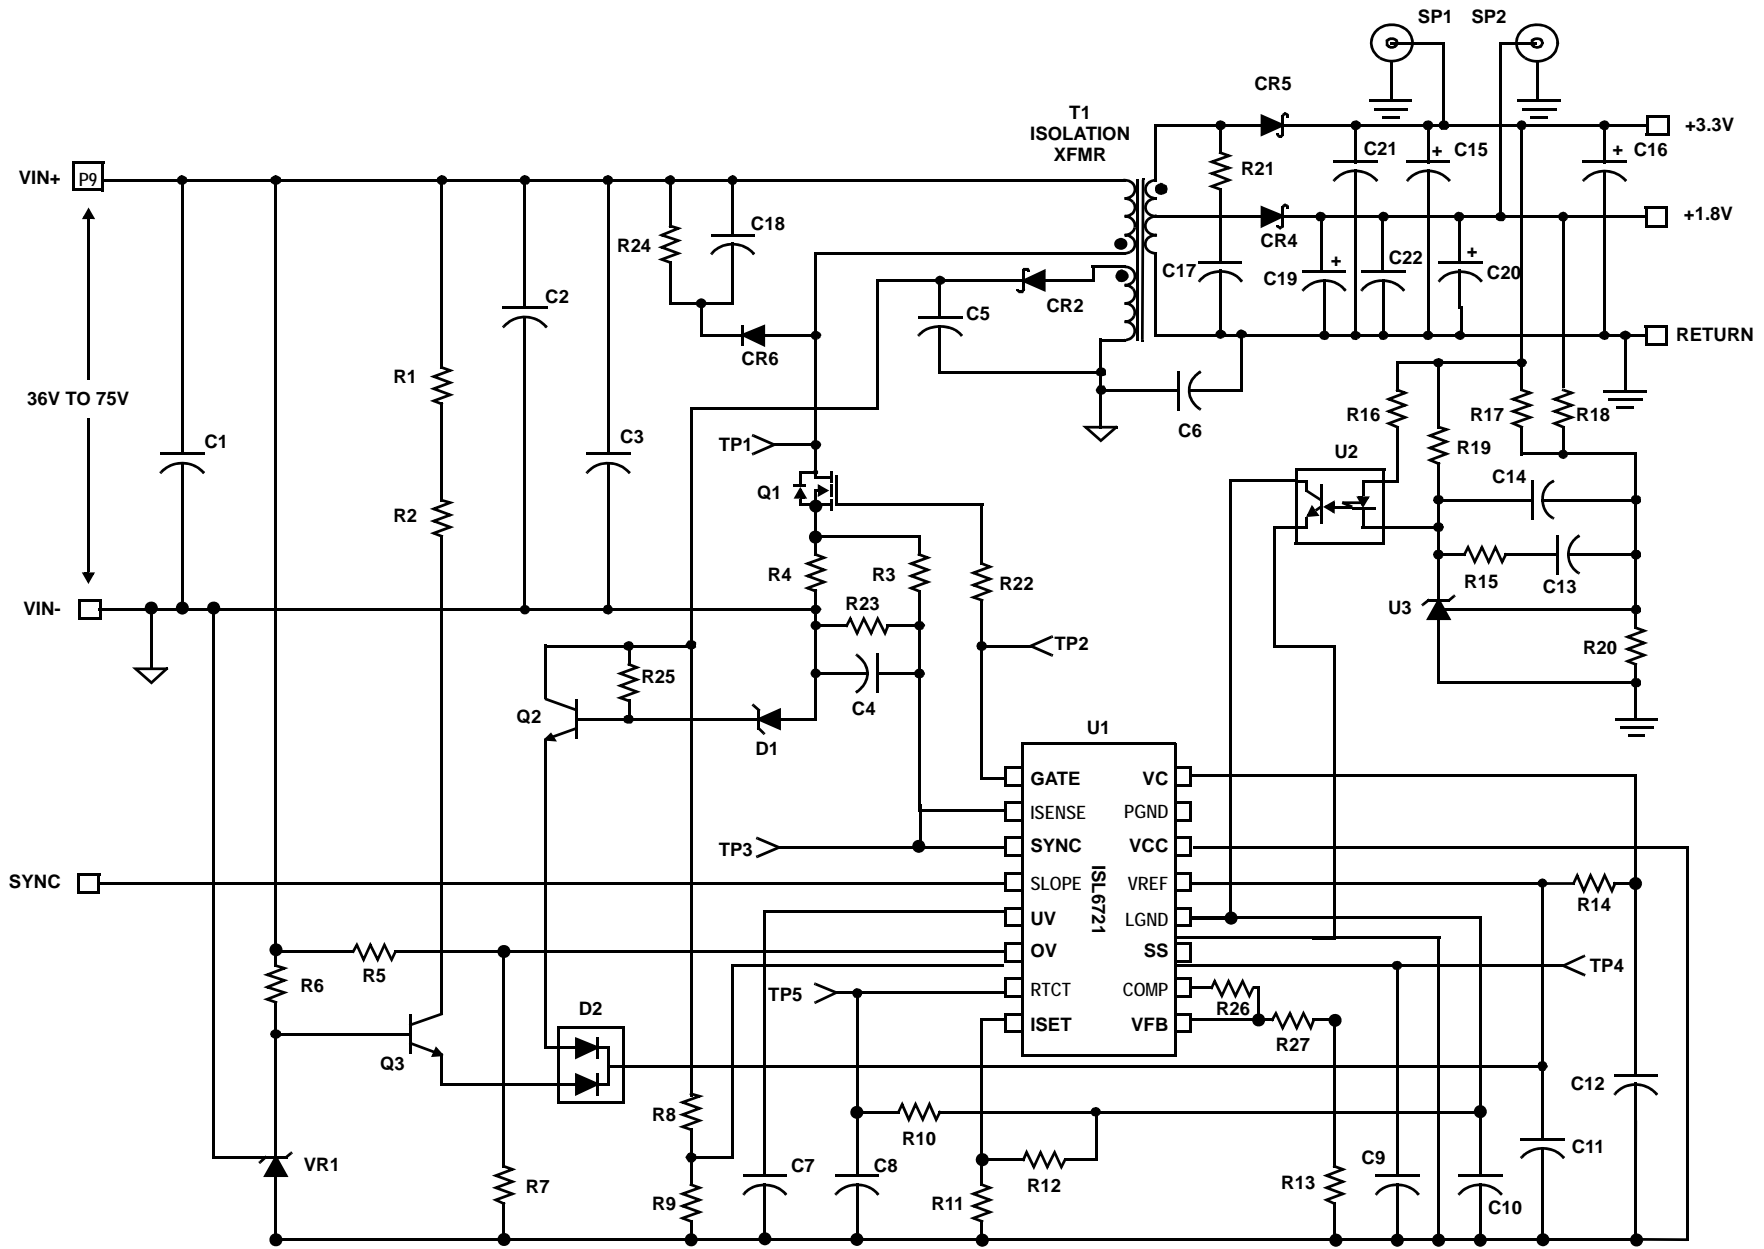 SP1 SP2
CR5
T1
ISOLATION
XFMR
+3.3V
C21 C15 C16
R21
VIN+ P9
+1.8V
C18
R24
CR4
C17 C19 C22 C20
CR2
C2
C5
RETURN
CR6
R1
36V TO 75V
R16 R17 R18
C6
C1 C3
TP1
R19
U2
C14
Q1
R2
R4 R3 R22
R15 C13
VIN-
R23
U3
TP2
R20
R25
C4
Q2
D1
U1
GATE VC
ISENSE PGND
TP3 SYNC VCC
SYNC SLOPE VREF
ISL6721
R14
UV LGND
OV SS
R5
R6
TP4
TP5 RTCT COMP
R26
D2
ISET VFB
R27
Q3
C12
R8
R10
C11
VR1
C7 C8
R12
C9
R7 R9 R11 R13
C10